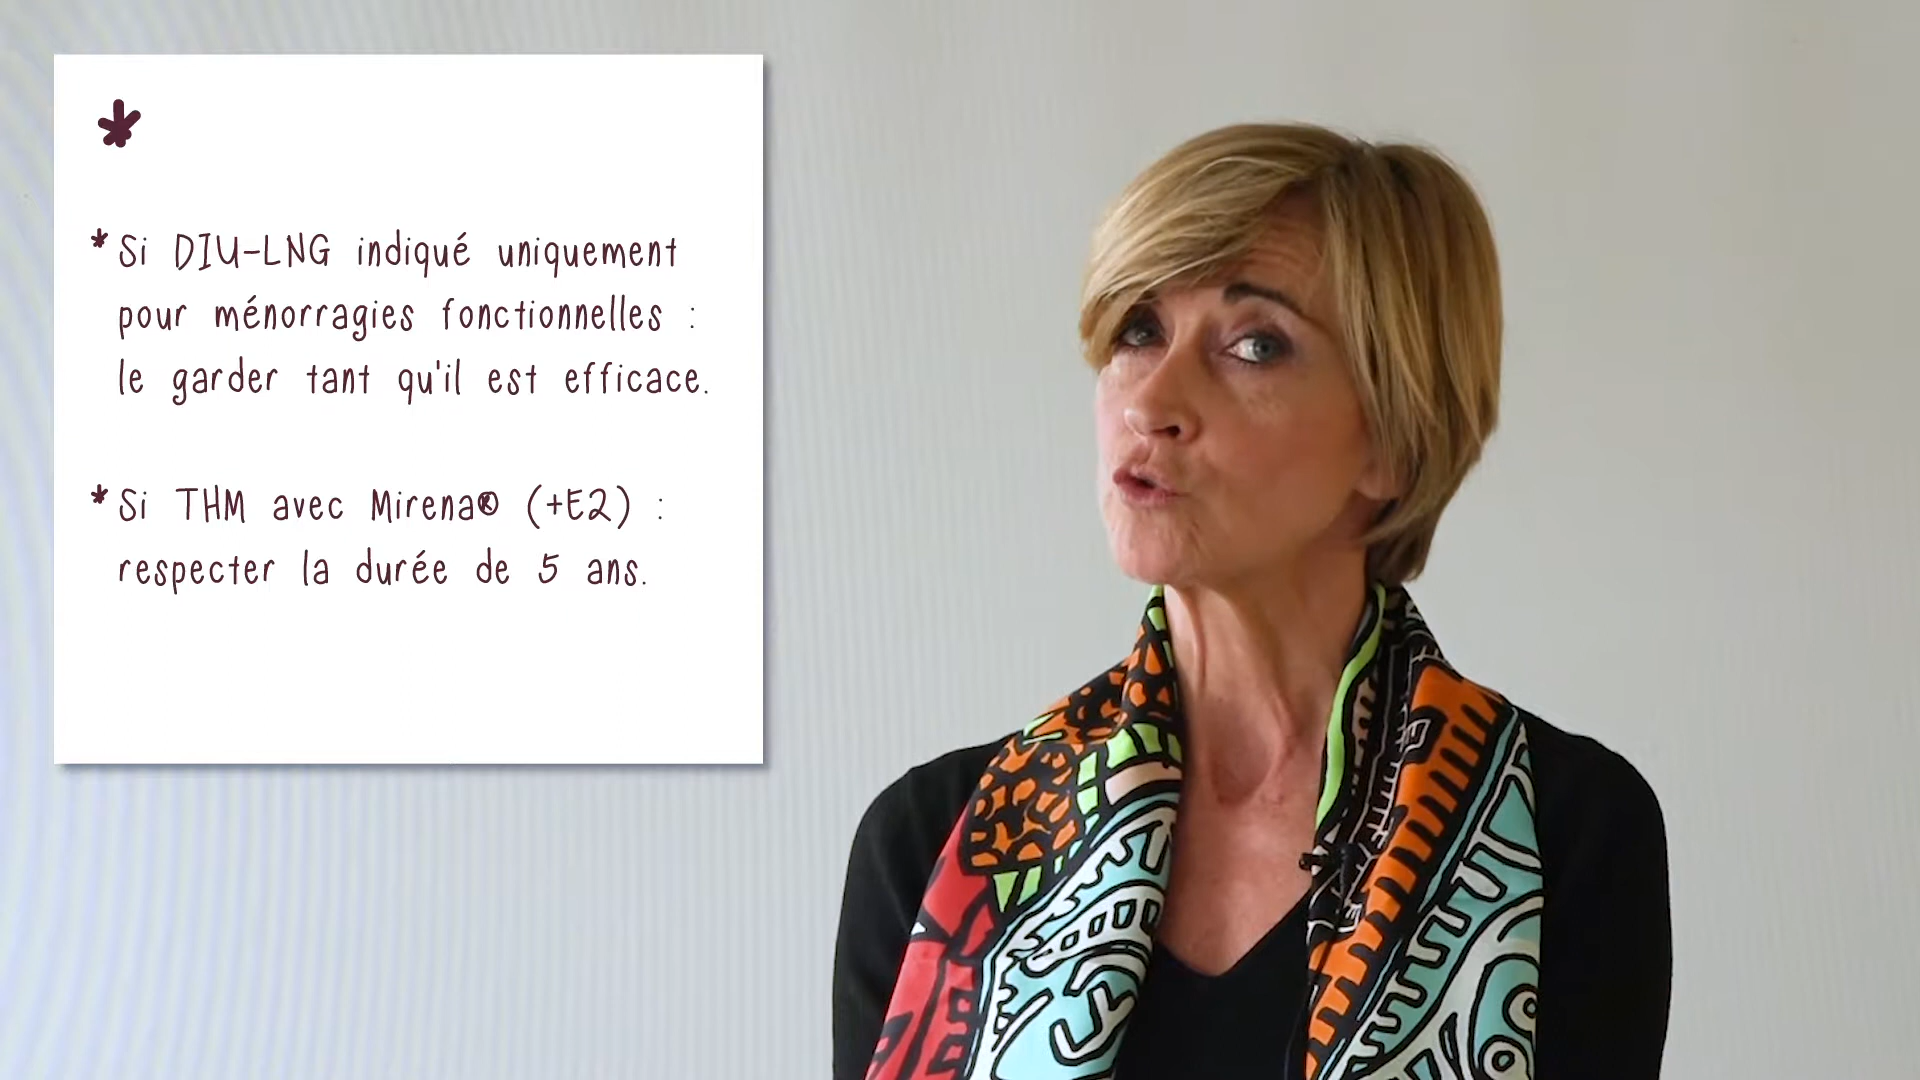 *
* Si DIU-LNG indiqué uniquement
pour ménorragies fonctionnelles :
le garder tant qu'il est efficace.
* Si THM avec Mirena® (+E2) :
respecter la durée de 5 ans.